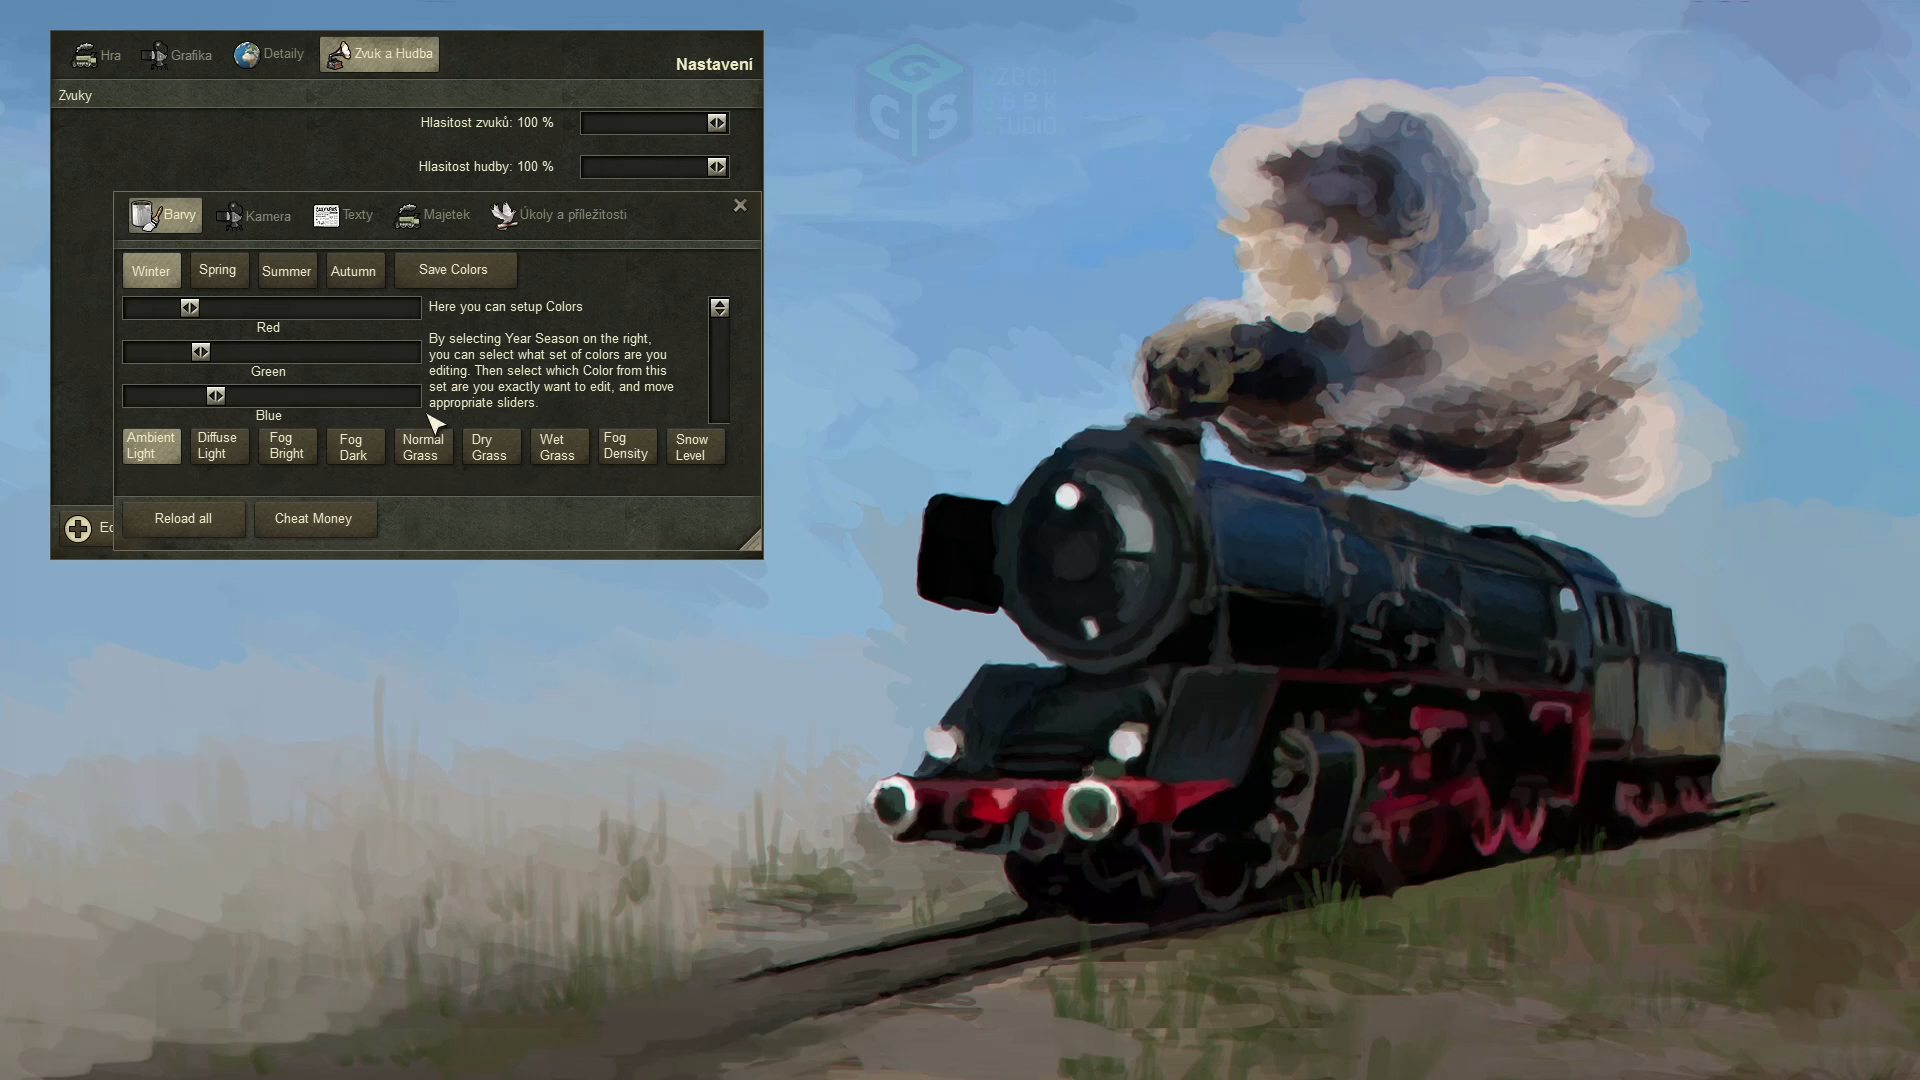 Hra
Grafika
Detaily
Zvuk a Hudba
Nastavení
Zvuky
Hlasitost zvuků: 100 %
Hlasitost hudby: 100 %
Barvy
Kamera
Texty
Majetek
Úkoly a příležitosti
Winter
Spring
Summer
Autumn
Save Colors
Red
Green
Blue
Here you can setup Colors
By selecting Year Season on the right,
you can select what set of colors are you
editing. Then select which Color from this
set are you exactly want to edit, and move
appropriate sliders.
Ambient
Light
Diffuse
Light
Fog
Bright
Fog
Dark
Normal
Grass
Dry
Grass
Wet
Grass
Fog
Density
Snow
Level
Reload all
Cheat Money
CGS
CZECH
GEEK
STUDIO